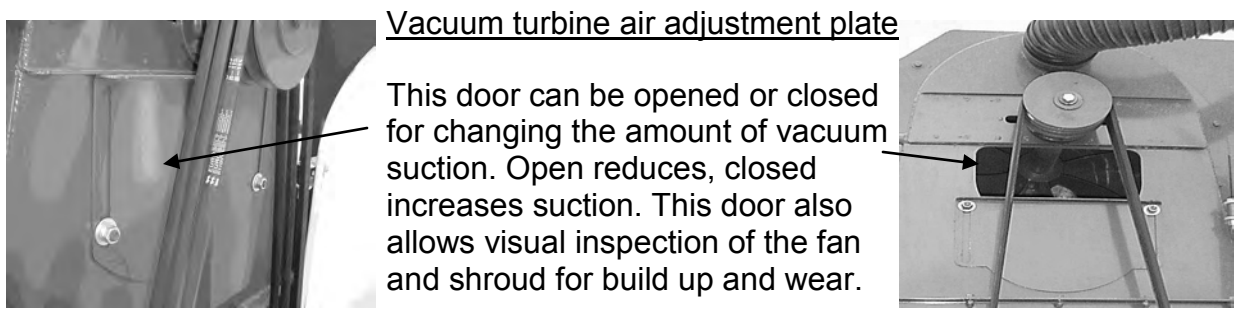 Vacuum turbine air adjustment plate
This door can be opened or closed
for changing the amount of vacuum
suction. Open reduces, closed
increases suction. This door also
allows visual inspection of the fan
and shroud for build up and wear.